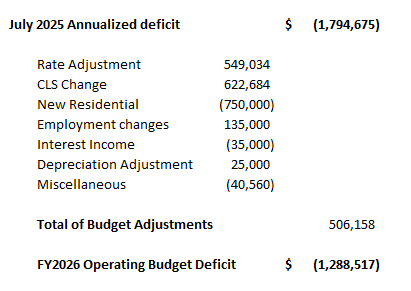 July 2025 Annualized deficit $ (1,794,675)
Rate Adjustment 549,034
CLS Change 622,684
New Residential (750,000)
Employment changes 135,000
Interest Income (35,000)
Depreciation Adjustment 25,000
Miscellaneous (40,560)
Total of Budget Adjustments 506,158
FY2026 Operating Budget Deficit $ (1,288,517)